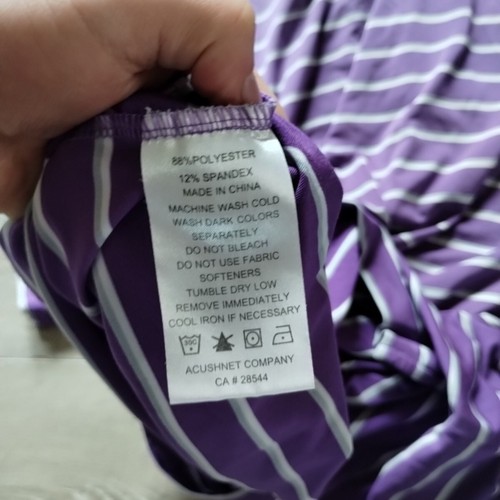 88%POLYESTER
12% SPANDEX
MADE IN CHINA
MACHINE WASH COLD
WASH DARK COLORS
SEPARATELY
DO NOT BLEACH
DO NOT USE FABRIC
SOFTENERS
TUMBLE DRY LOW
REMOVE IMMEDIATELY
COOL IRON IF NECESSARY
ACUSHNET COMPANY
CA # 28544